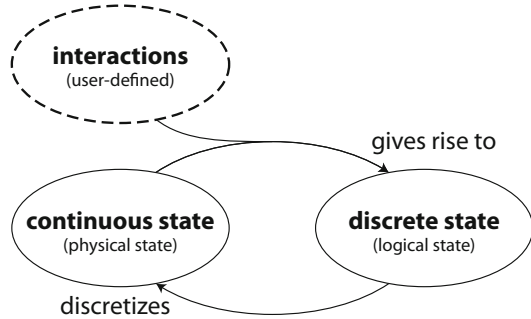 interactions
(user-defined)
gives rise to
continuous state
(physical state)
discrete state
(logical state)
discretizes